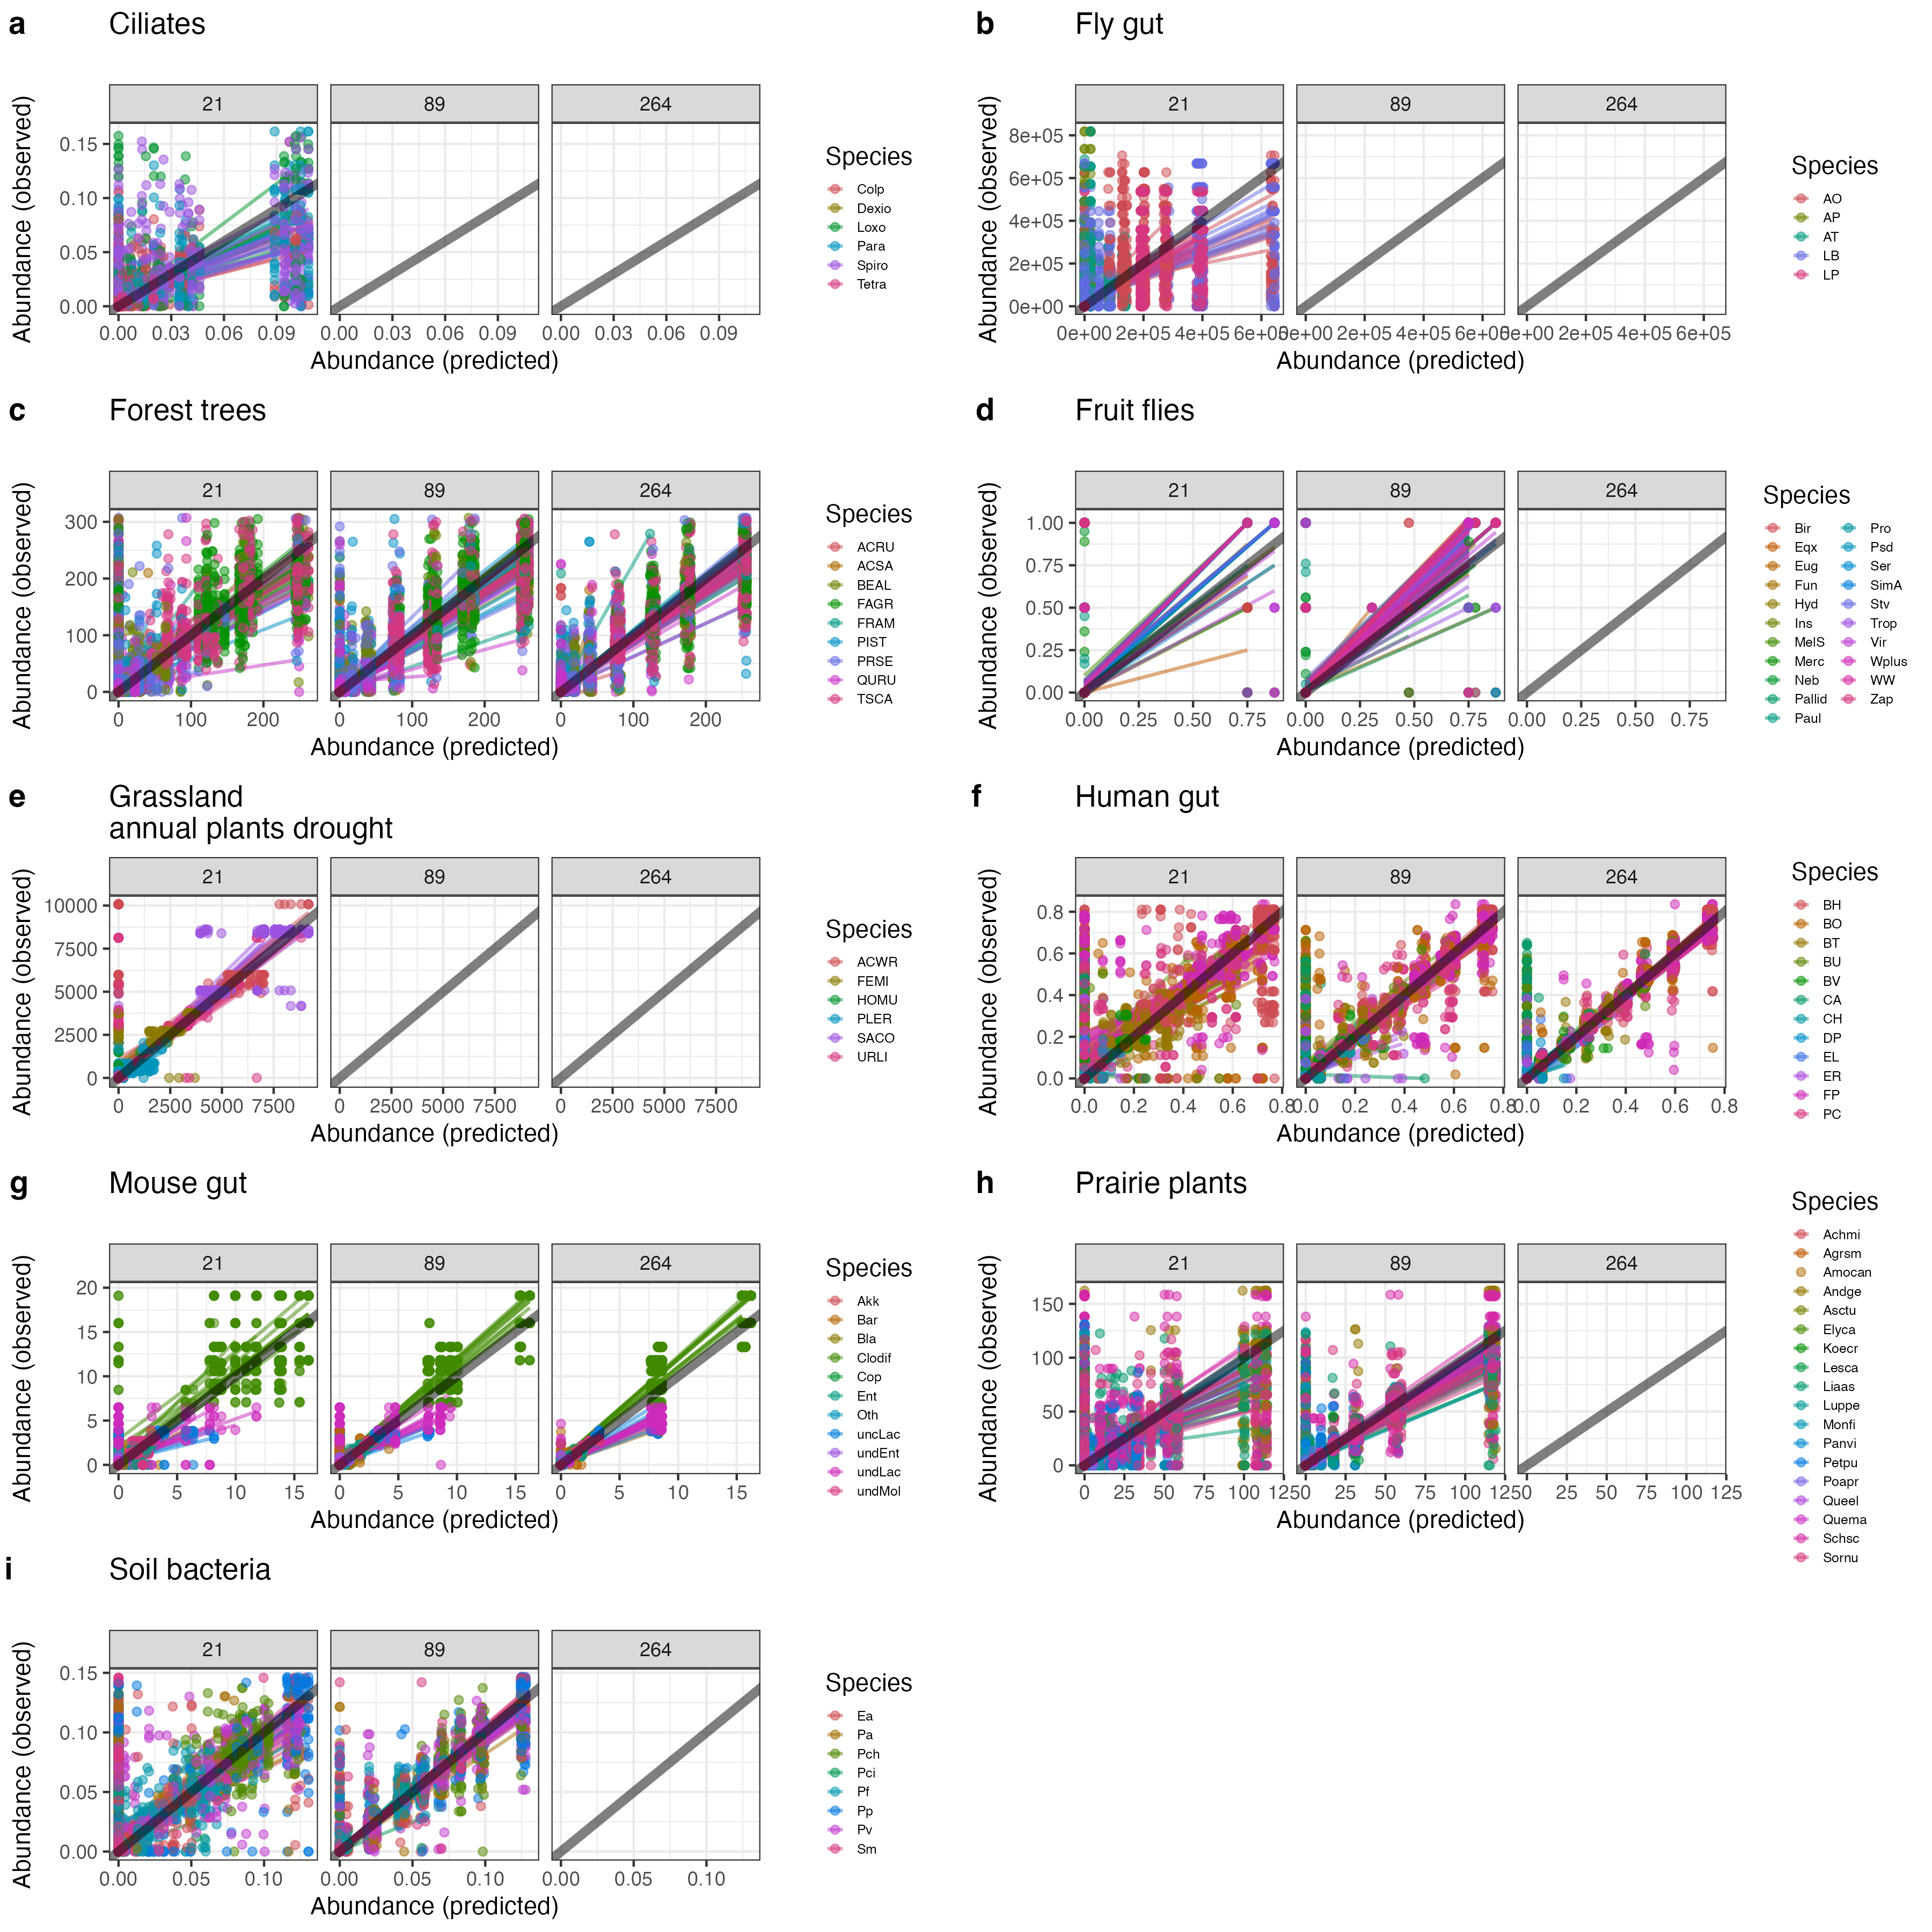 a Ciliates
21 89 264
Abundance (observed)
0.15
0.10
0.05
0.00
0.00 0.03 0.06 0.09 0.00 0.03 0.06 0.09 0.00 0.03 0.06 0.09
Abundance (predicted)
Species
Colp
Dexio
Loxo
Para
Spiro
Tetra
b Fly gut
21 89 264
Abundance (observed)
8e+05
6e+05
4e+05
2e+05
0e+00
0e+00 2e+05 4e+05 6e+05 0e+00 2e+05 4e+05 6e+05 0e+00 2e+05 4e+05 6e+05
Abundance (predicted)
Species
AO
AP
AT
LB
LP
c Forest trees
21 89 264
Abundance (observed)
300
200
100
0
0 100 200 0 100 200 0 100 200
Abundance (predicted)
Species
ACRU
ACSA
BEAL
FAGR
FRAM
PIST
PRSE
QURU
TSCA
d Fruit flies
21 89 264
Abundance (observed)
1.00
0.75
0.50
0.25
0.00
0.00 0.25 0.50 0.75 0.00 0.25 0.50 0.75 0.00 0.25 0.50 0.75
Abundance (predicted)
Species
Bir Pro
Eqx Psd
Eug Ser
Fun SimA
Hyd Stv
Ins Trop
MelS Vir
Merc Wplus
Neb WW
Pallid Zap
Paul
e Grassland
annual plants drought
21 89 264
Abundance (observed)
10000
7500
5000
2500
0
0 2500 5000 7500 0 2500 5000 7500 0 2500 5000 7500
Abundance (predicted)
Species
ACWR
FEMI
HOMU
PLER
SACO
URLI
f Human gut
21 89 264
Abundance (observed)
0.8
0.6
0.4
0.2
0.0
0.0 0.2 0.4 0.6 0.8 0.0 0.2 0.4 0.6 0.8 0.0 0.2 0.4 0.6 0.8
Abundance (predicted)
Species
BH
BO
BT
BU
BV
CA
CH
DP
EL
ER
FP
PC
g Mouse gut
21 89 264
Abundance (observed)
20
15
10
5
0
0 5 10 15 0 5 10 15 0 5 10 15
Abundance (predicted)
Species
Akk
Bar
Bla
Clodif
Cop
Ent
Oth
uncLac
undEnt
undLac
undMol
h Prairie plants
21 89 264
Abundance (observed)
150
100
50
0
0 25 50 75 100 125 0 25 50 75 100 125 0 25 50 75 100 125
Abundance (predicted)
Species
Achmi
Agrsm
Amocan
Andge
Asctu
Elyca
Koecr
Lesca
Liaas
Luppe
Monfi
Panvi
Petpu
Poapr
Queel
Quema
Schsc
Sornu
i Soil bacteria
21 89 264
Abundance (observed)
0.15
0.10
0.05
0.00
0.00 0.05 0.10 0.00 0.05 0.10 0.00 0.05 0.10
Abundance (predicted)
Species
Ea
Pa
Pch
Pci
Pf
Pp
Pv
Sm